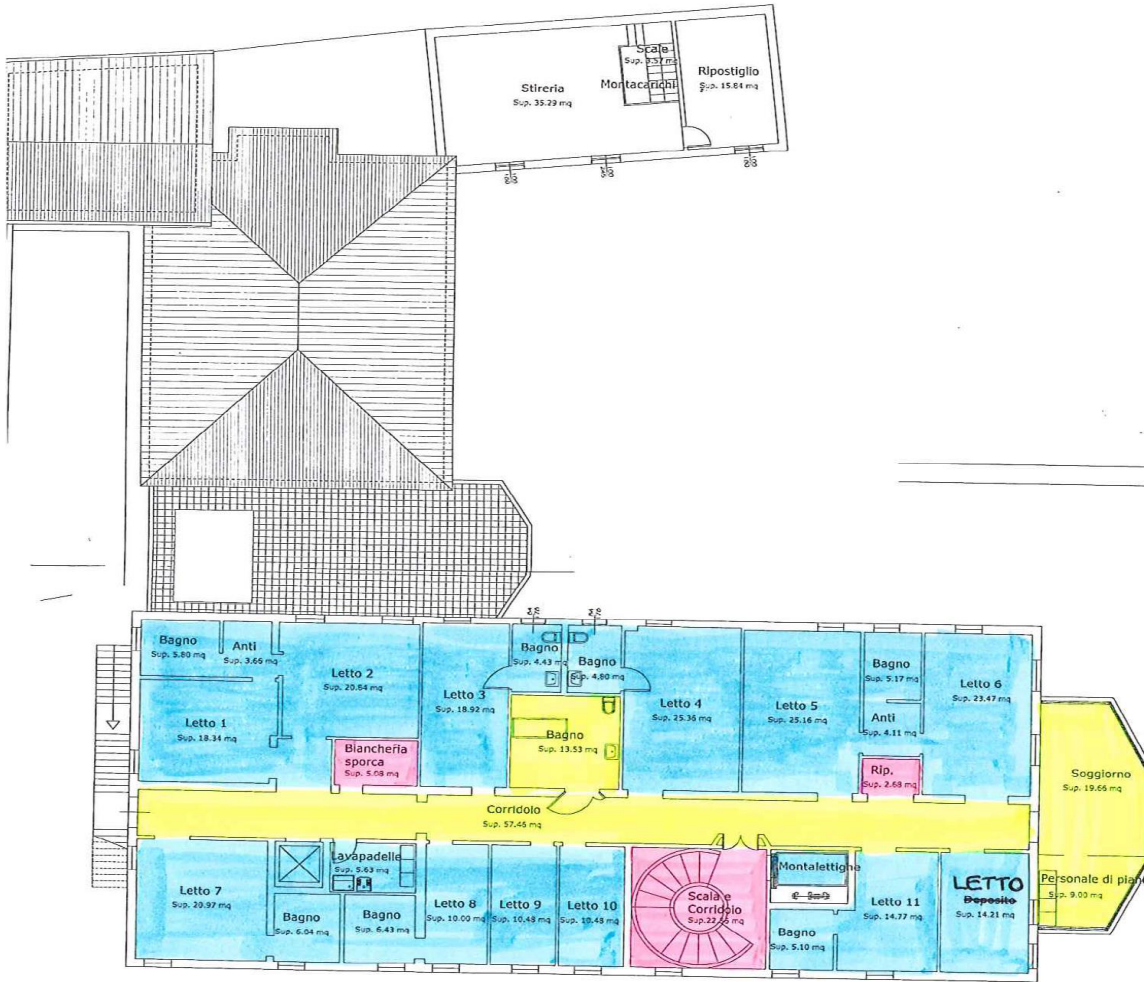 Scale
Sup. 3.57 mq
Montacarichi
Ripostiglio
Sup. 15.84 mq
Stireria
Sup. 35.29 mq
Bagno
Sup. 5.80 mq
Anti
Sup. 3.66 mq
Letto 2
Sup. 20.64 mq
Letto 3
Sup. 18.92 mq
Bagno
Sup. 4.43 mq
Bagno
Sup. 4.80 mq
Letto 4
Sup. 25.36 mq
Letto 5
Sup. 25.16 mq
Bagno
Sup. 5.17 mq
Letto 6
Sup. 23.47 mq
Letto 1
Sup. 18.34 mq
Biancheria
sporca
Sup. 5.08 mq
Bagno
Sup. 13.53 mq
Anti
Sup. 4.11 mq
Rip.
Sup. 2.68 mq
Soggiorno
Sup. 19.66 mq
Corridoio
Sup. 57.46 mq
Letto 7
Sup. 20.97 mq
Lavapadelle
Sup. 5.63 mq
Bagno
Sup. 6.04 mq
Bagno
Sup. 6.43 mq
Letto 8
Sup. 10.00 mq
Letto 9
Sup. 10.48 mq
Letto 10
Sup. 10.48 mq
Scala e
Corridoio
Montalettighe
Bagno
Sup. 5.10 mq
Letto 11
Sup. 14.77 mq
LETTO
Deposito
Sup. 14.21 mq
Personale di piano
Sup. 9.00 mq